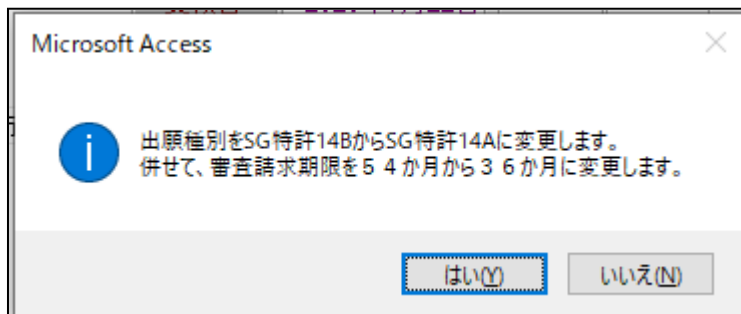 Microsoft Access
出願種別をSG特許14BからSG特許14Aに変更します。
併せて、審査請求期限を５４か月から３６か月に変更します。
はい(Y)
いいえ(N)